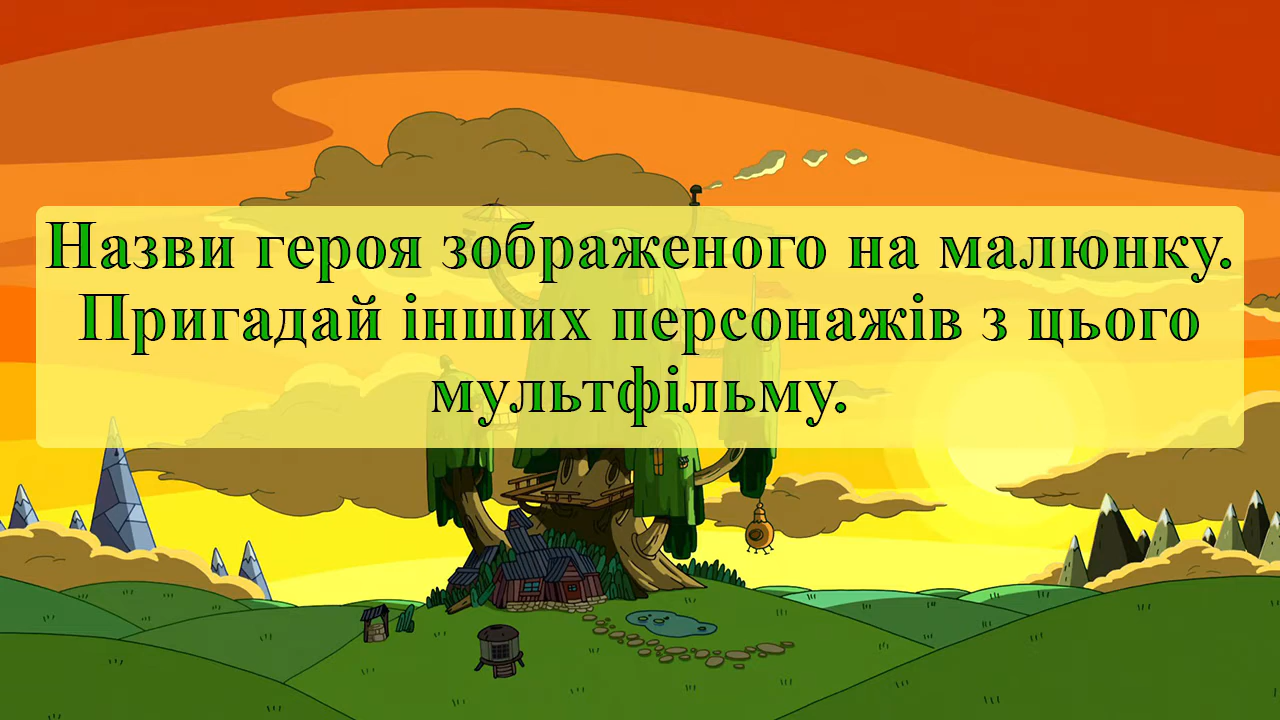 Назви героя зображеного на малюнку.
Пригадай інших персонажів з цього
мультфільму.